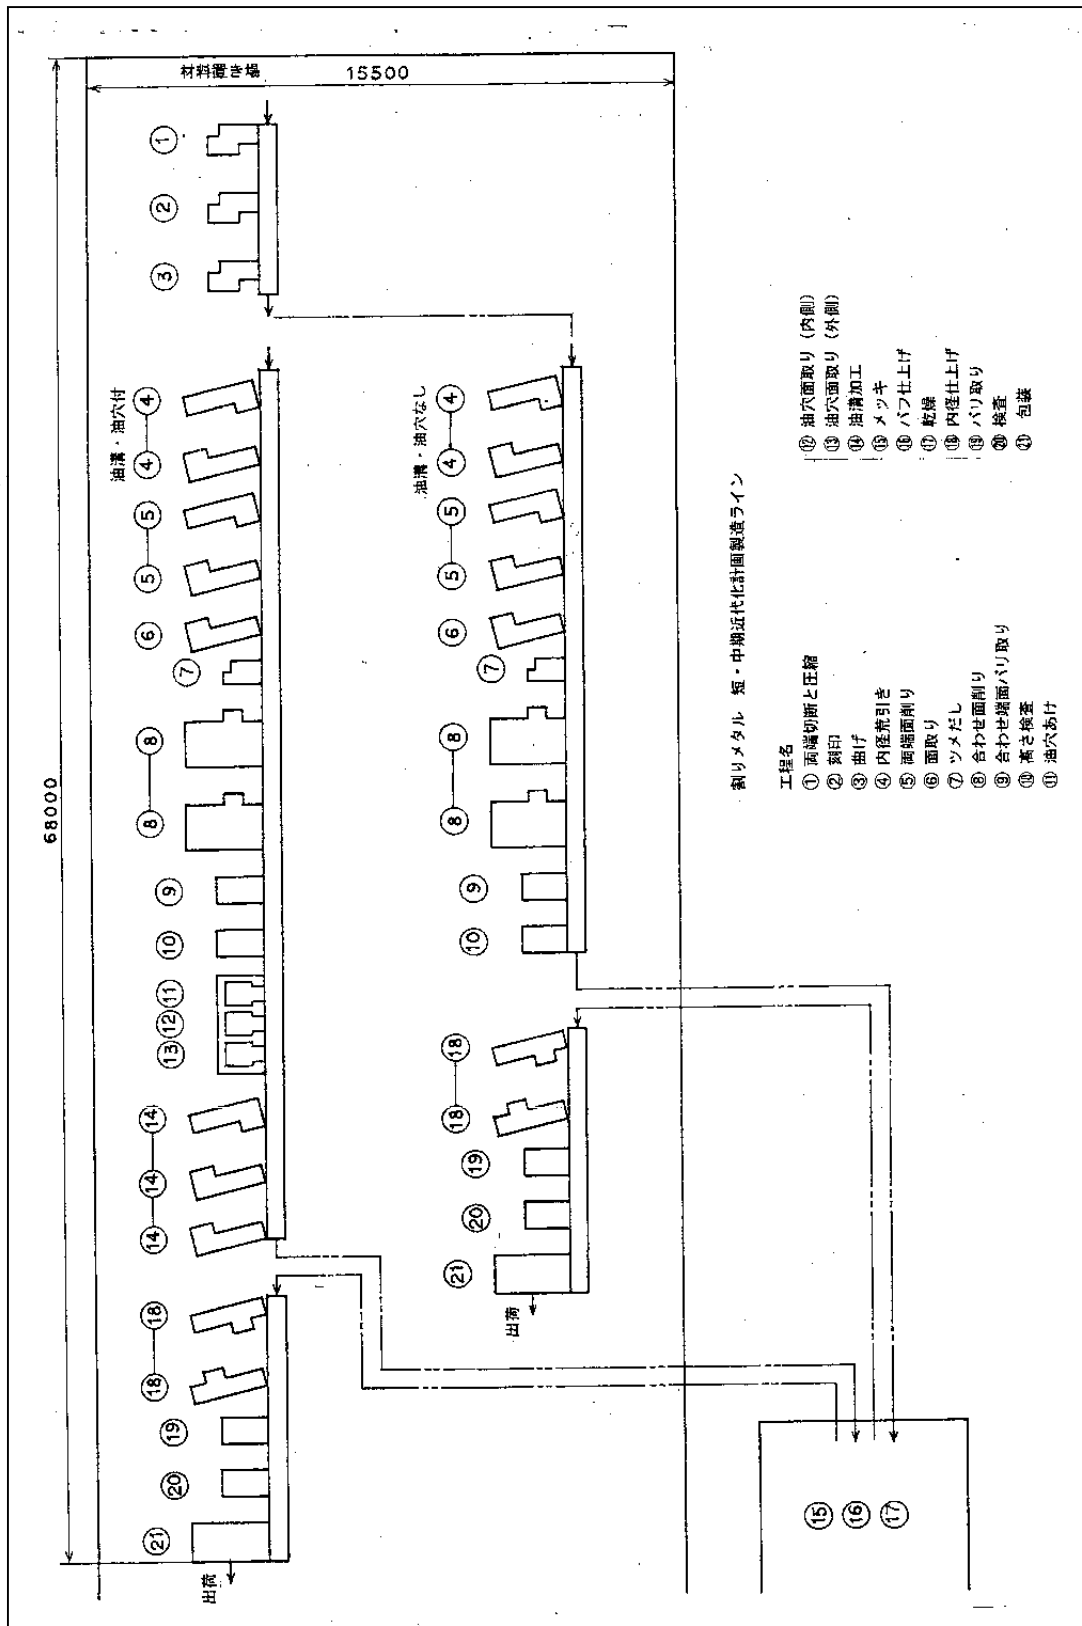 材料置き場
15500
68000
① ② ③
油溝・油穴付
④ ④ ⑤ ⑤ ⑥ ⑦ ⑧ ⑧ ⑨ ⑩ ⑪ ⑫ ⑬ ⑭ ⑭ ⑭
⑱ ⑱ ⑲ ⑳ ㉑
出荷
油溝・油穴なし
④ ④ ⑤ ⑤ ⑥ ⑦ ⑧ ⑧ ⑨ ⑩
⑱ ⑱ ⑲ ⑳ ㉑
出荷
⑮ ⑯ ⑰
割りメタル 短・中期近代化計画製造ライン
工程名
① 両端切断と圧縮
② 刻印
③ 曲げ
④ 内径荒引き
⑤ 両端面削り
⑥ 面取り
⑦ ツメだし
⑧ 合わせ面削り
⑨ 合わせ端面バリ取り
⑩ 高さ検査
⑪ 油穴あけ
⑫ 油穴面取り (内側)
⑬ 油穴面取り (外側)
⑭ 油溝加工
⑮ メッキ
⑯ バフ仕上げ
⑰ 乾燥
⑱ 内径仕上げ
⑲ バリ取り
⑳ 検査
㉑ 包装